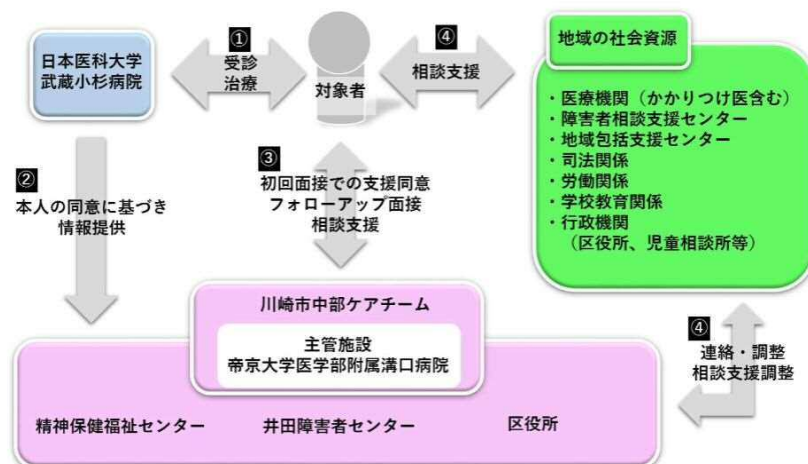 日本医科大学
武蔵小杉病院
①
受診
治療
対象者
④
相談支援
地域の社会資源
・医療機関（かかりつけ医含む）
・障害者相談支援センター
・地域包括支援センター
・司法関係
・労働関係
・学校教育関係
・行政機関
（区役所、児童相談所等）
②
本人の同意に基づき
情報提供
③
初回面接での支援同意
フォローアップ面接
相談支援
川崎市中部ケアチーム
主管施設
帝京大学医学部附属溝口病院
④
連絡・調整
相談支援調整
精神保健福祉センター
井田障害者センター
区役所